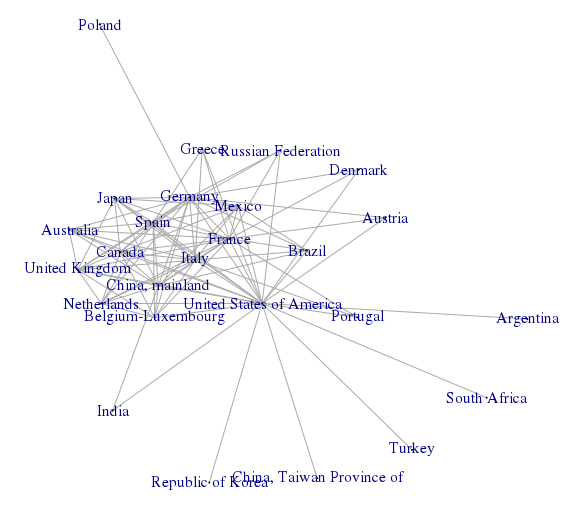 Poland
Greece
Russian Federation
Denmark
Germany
Japan
Mexico
Spain
Austria
Australia
France
Canada
Brazil
Italy
United Kingdom
China, mainland
Netherlands
United States of America
Belgium-Luxembourg
Portugal
Argentina
South Africa
India
Turkey
China, Taiwan Province of
Republic of Korea